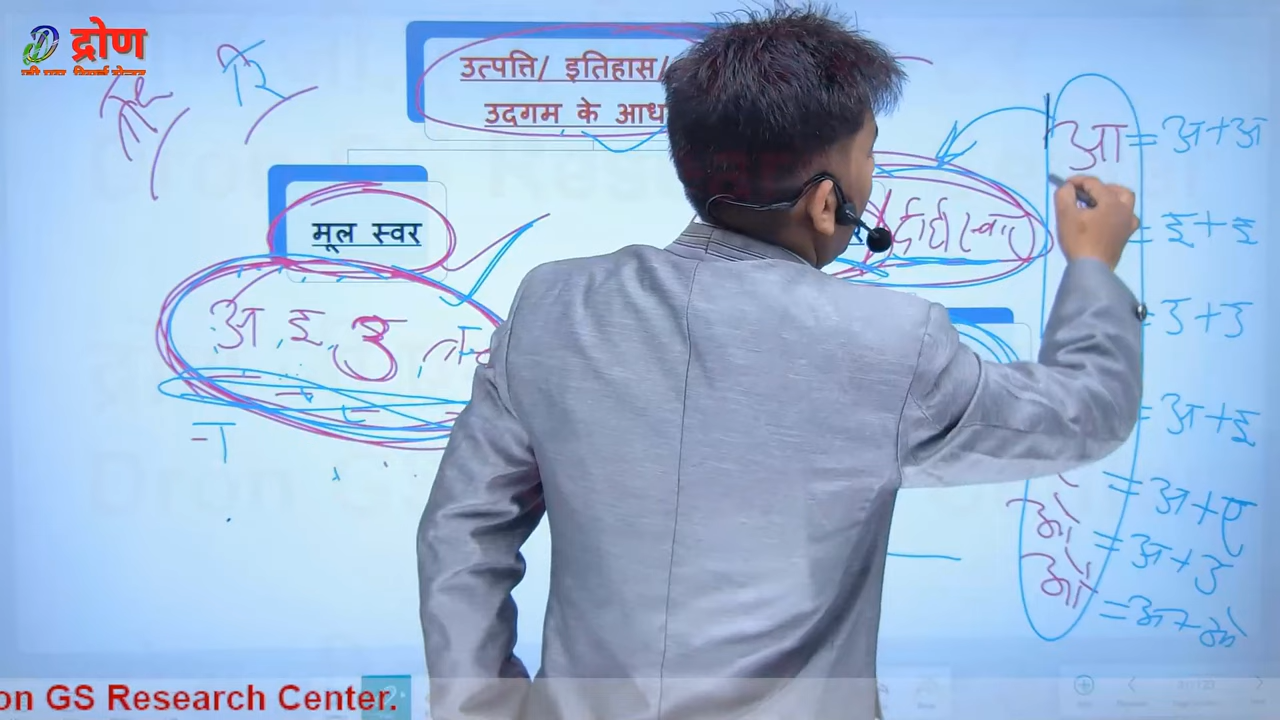 द्रोण
उत्पत्ति/ इतिहास/
उदगम के आध
आ = अ+अ
मूल स्वर
दीर्घ स्वर
= इ+इ
अ इ उ
= उ+उ
= अ+इ
= अ+ए
ओ = अ+उ
औ = अ+ओ
on GS Research Center.